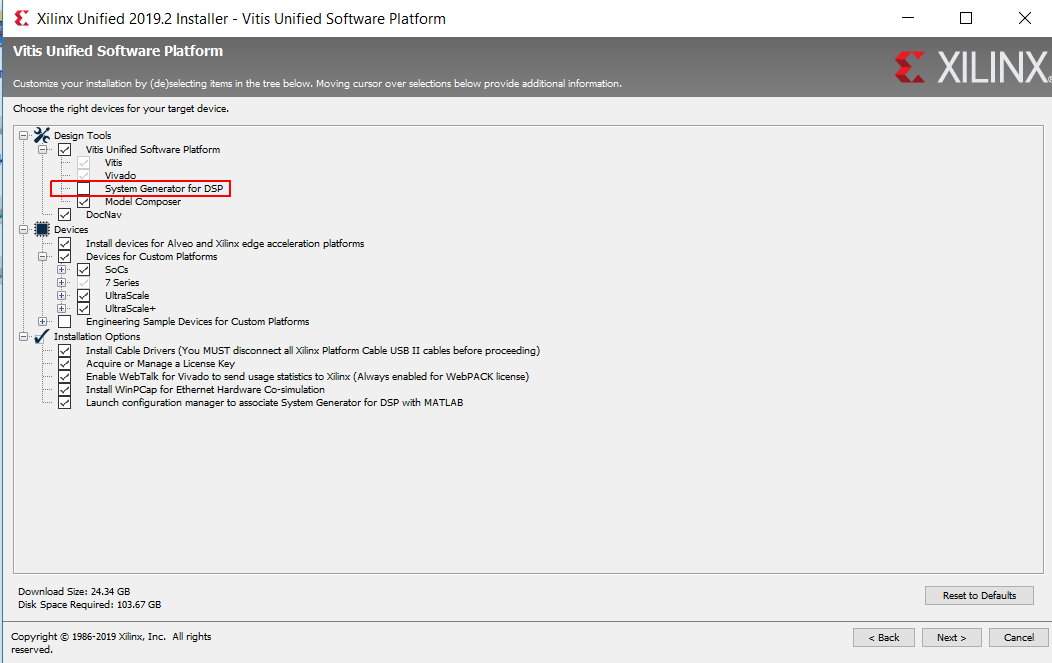 Xilinx Unified 2019.2 Installer - Vitis Unified Software Platform
Vitis Unified Software Platform
Customize your installation by (de)selecting items in the tree below. Moving cursor over selections below provide additional information.
XILINX
Choose the right devices for your target device.
Design Tools
Vitis Unified Software Platform
Vitis
Vivado
System Generator for DSP
Model Composer
DocNav
Devices
Install devices for Alveo and Xilinx edge acceleration platforms
Devices for Custom Platforms
SoCs
7 Series
UltraScale
UltraScale+
Engineering Sample Devices for Custom Platforms
Installation Options
Install Cable Drivers (You MUST disconnect all Xilinx Platform Cable USB II cables before proceeding)
Acquire or Manage a License Key
Enable WebTalk for Vivado to send usage statistics to Xilinx (Always enabled for WebPACK license)
Install WinPCap for Ethernet Hardware Co-simulation
Launch configuration manager to associate System Generator for DSP with MATLAB
Download Size: 24.34 GB
Disk Space Required: 103.67 GB
Reset to Defaults
Copyright © 1986-2019 Xilinx, Inc. All rights
reserved.
< Back
Next >
Cancel